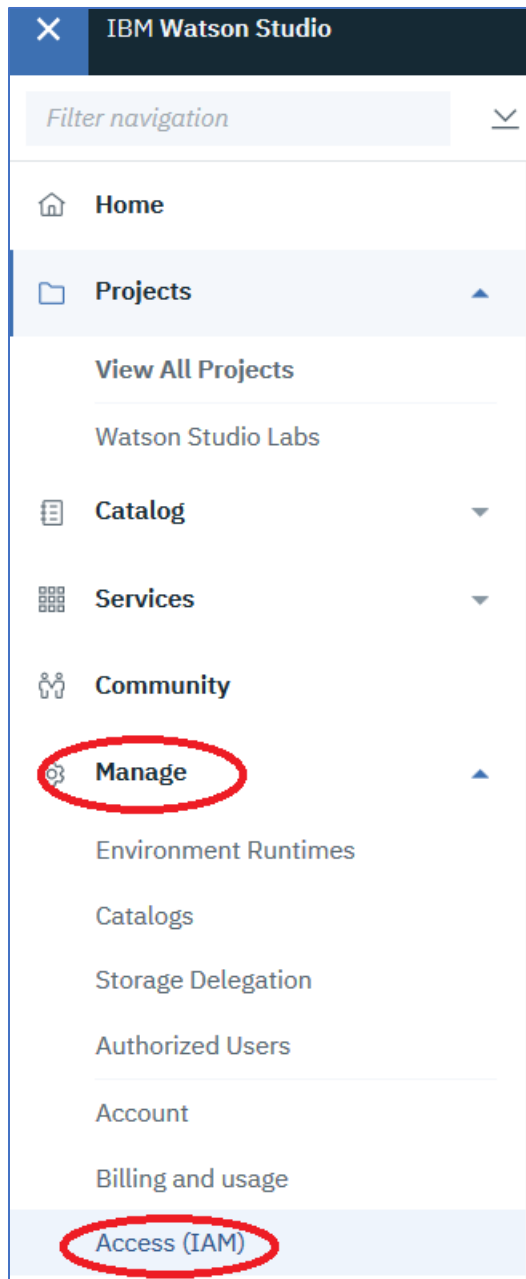 IBM Watson Studio
Filter navigation
Home
Projects
View All Projects
Watson Studio Labs
Catalog
Services
Community
Manage
Environment Runtimes
Catalogs
Storage Delegation
Authorized Users
Account
Billing and usage
Access (IAM)